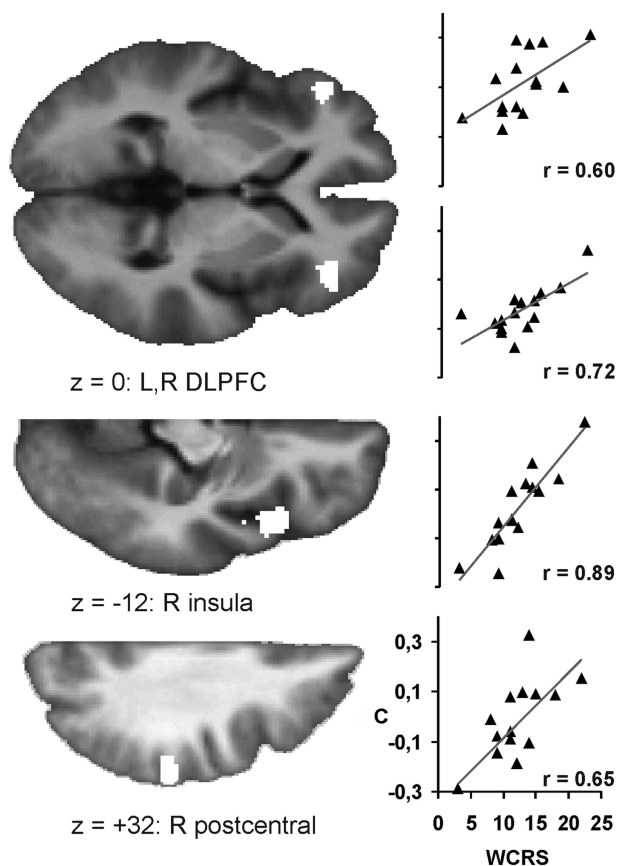 r = 0.60
r = 0.72
z = 0: L,R DLPFC
r = 0.89
z = -12: R insula
0,3
0,1
C
-0,1
-0,3
r = 0.65
0 5 10 15 20 25
z = +32: R postcentral
WCRS